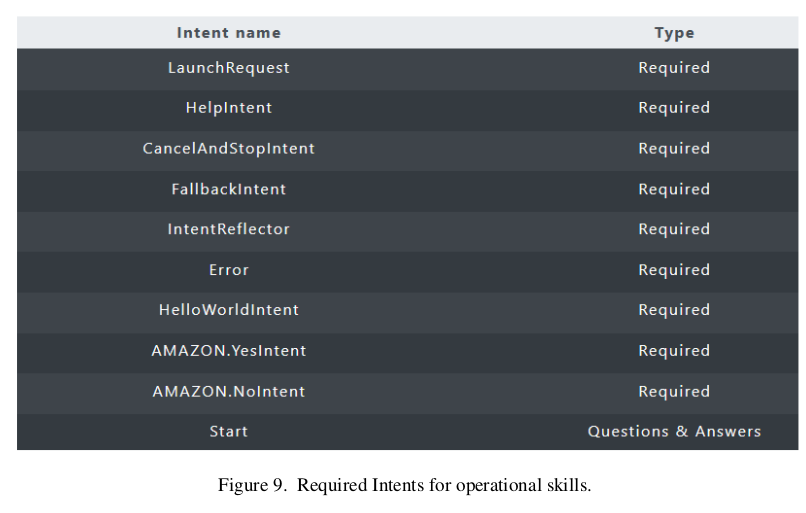 Intent name Type
LaunchRequest Required
HelpIntent Required
CancelAndStopIntent Required
FallbackIntent Required
IntentReflector Required
Error Required
HelloWorldIntent Required
AMAZON.YesIntent Required
AMAZON.NoIntent Required
Start Questions & Answers
Figure 9. Required Intents for operational skills.